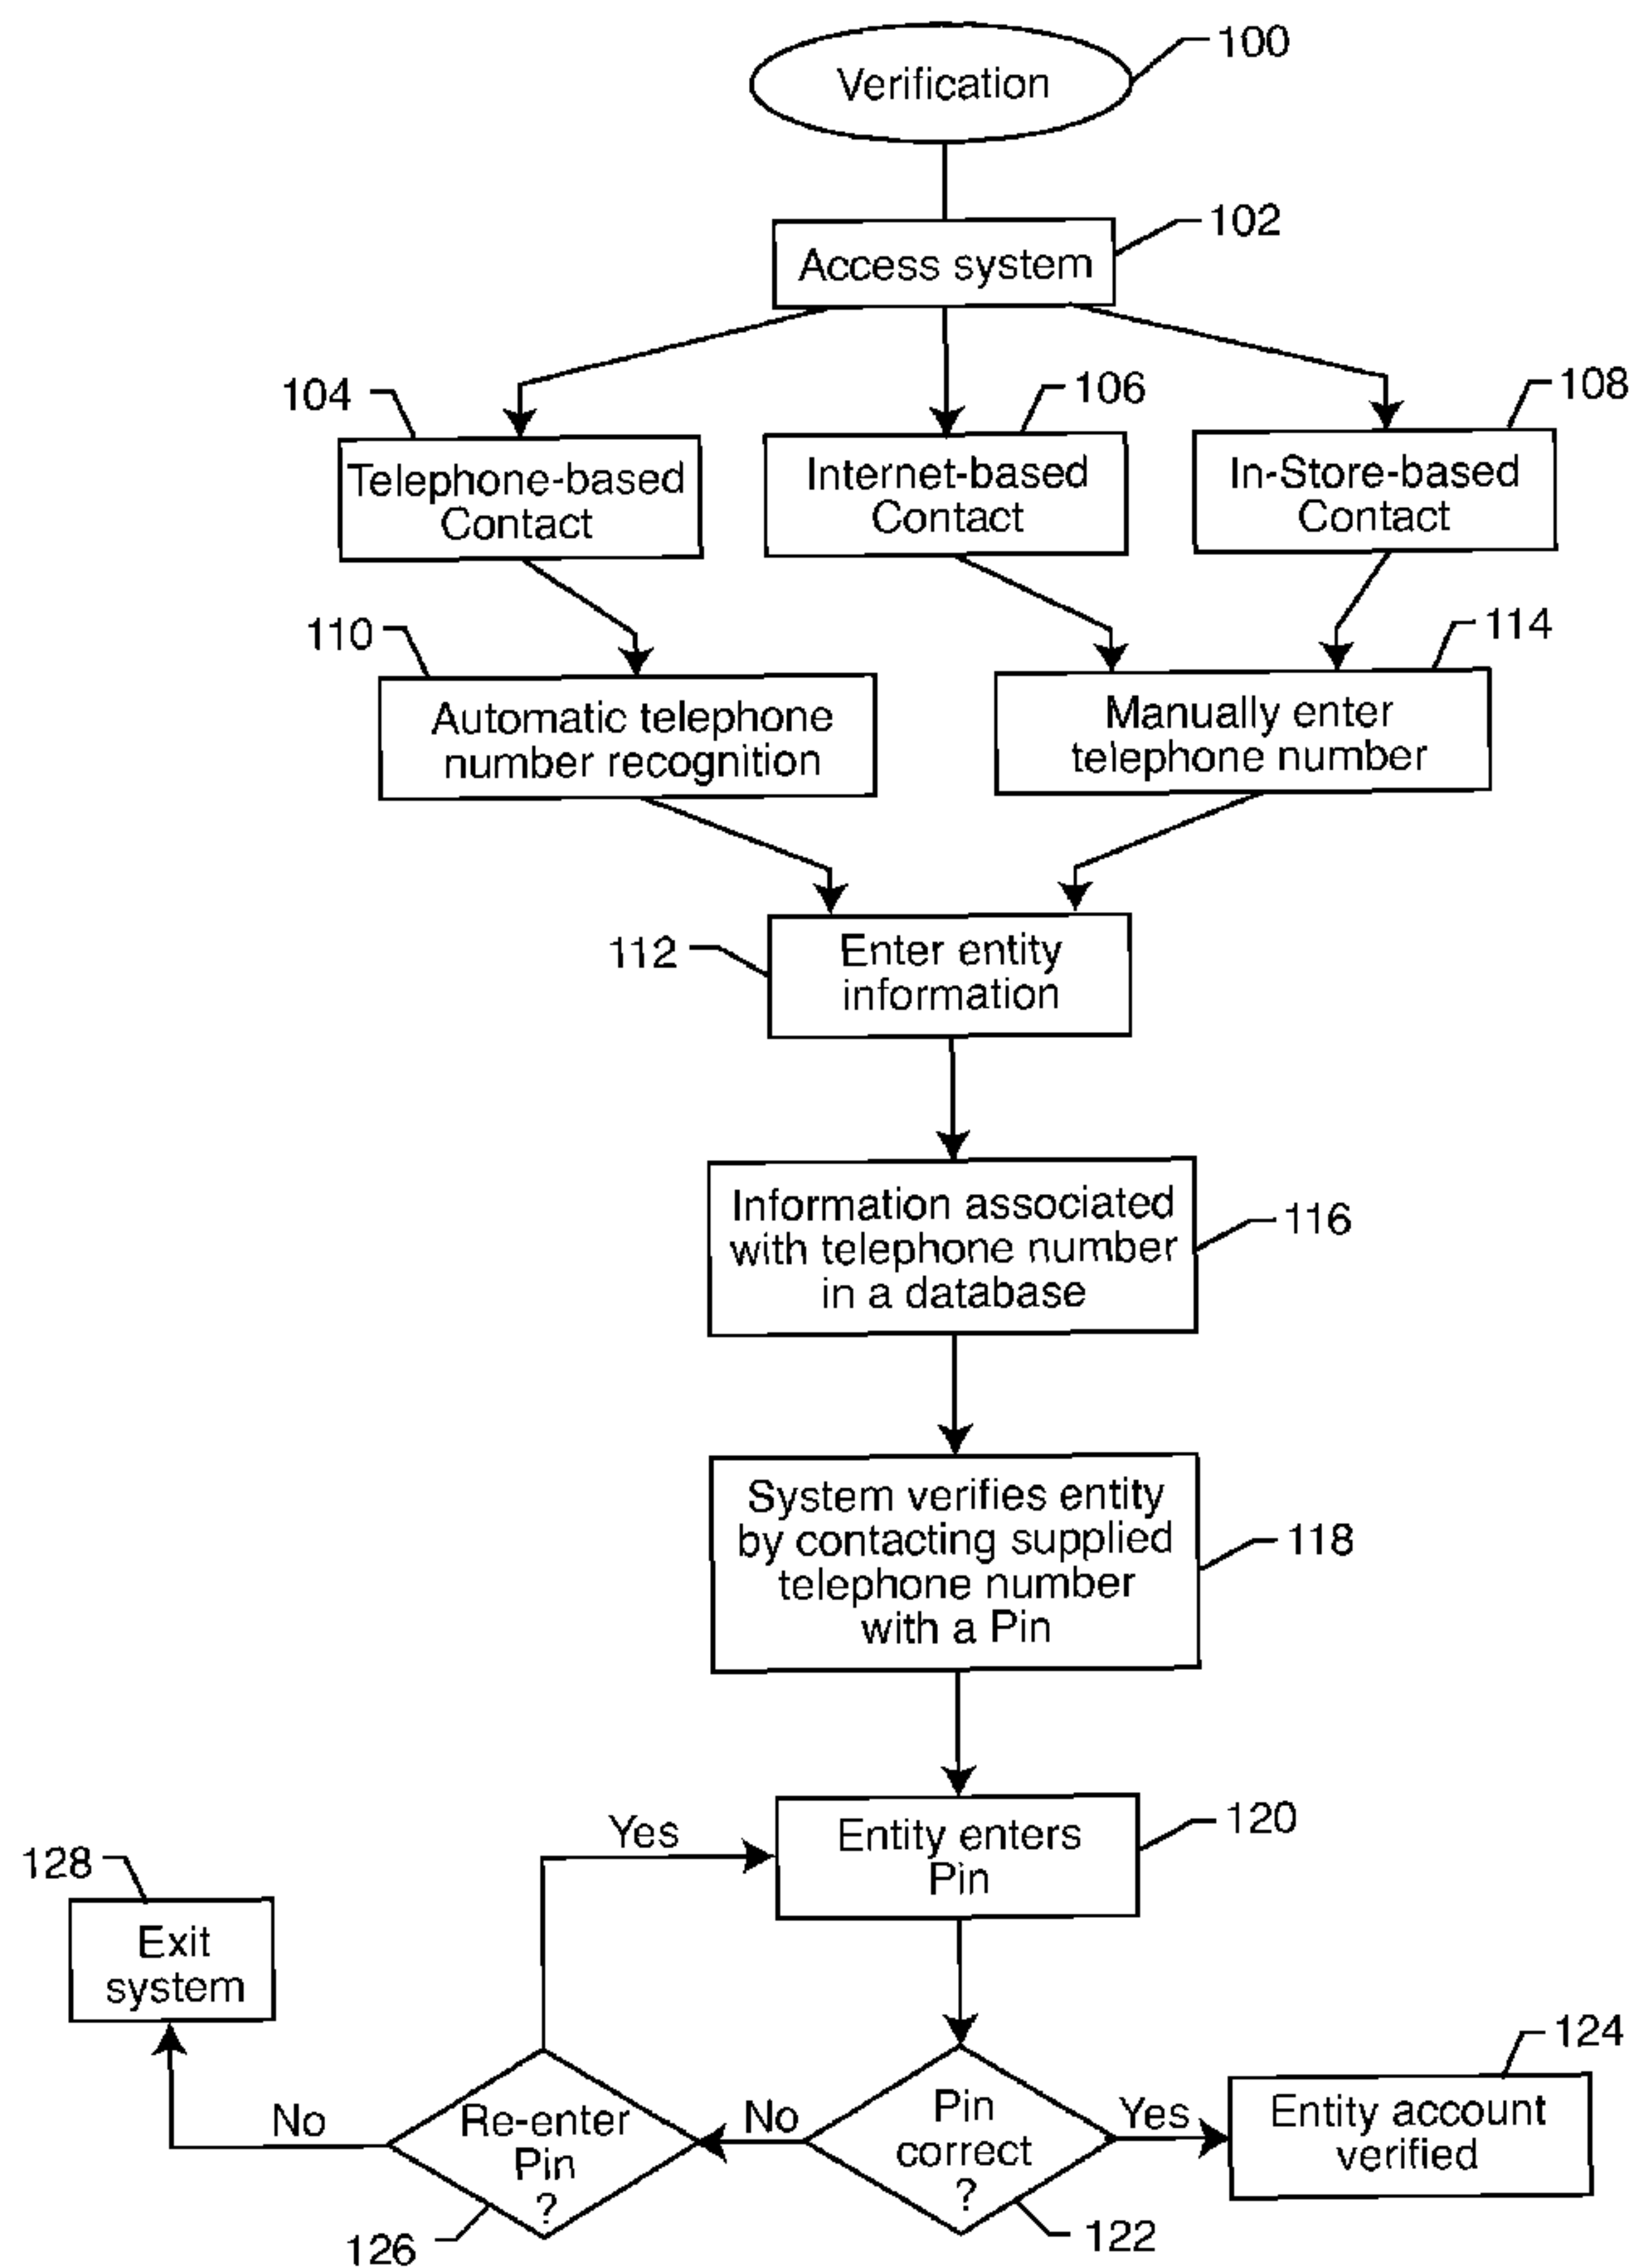 100
Verification
102
Access system
104
106
108
Telephone-based
Contact
Internet-based
Contact
In-Store-based
Contact
110
114
Automatic telephone
number recognition
Manually enter
telephone number
112
Enter entity
information
Information associated
with telephone number
in a database
116
System verifies entity
by contacting supplied
telephone number
with a Pin
118
Yes
Entity enters
Pin
120
128
Exit
system
124
No
Re-enter
Pin
?
No
Pin
correct
?
Yes
Entity account
verified
126
122